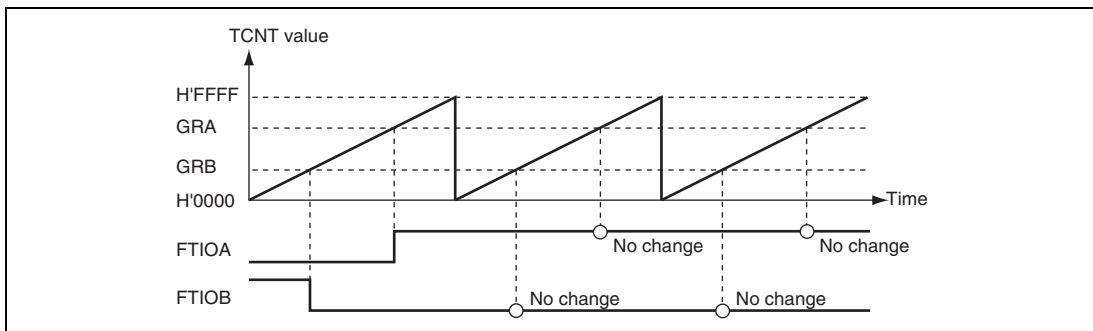 TCNT value
H'FFFF
GRA
GRB
H'0000
Time
FTIOA
No change
No change
FTIOB
No change
No change